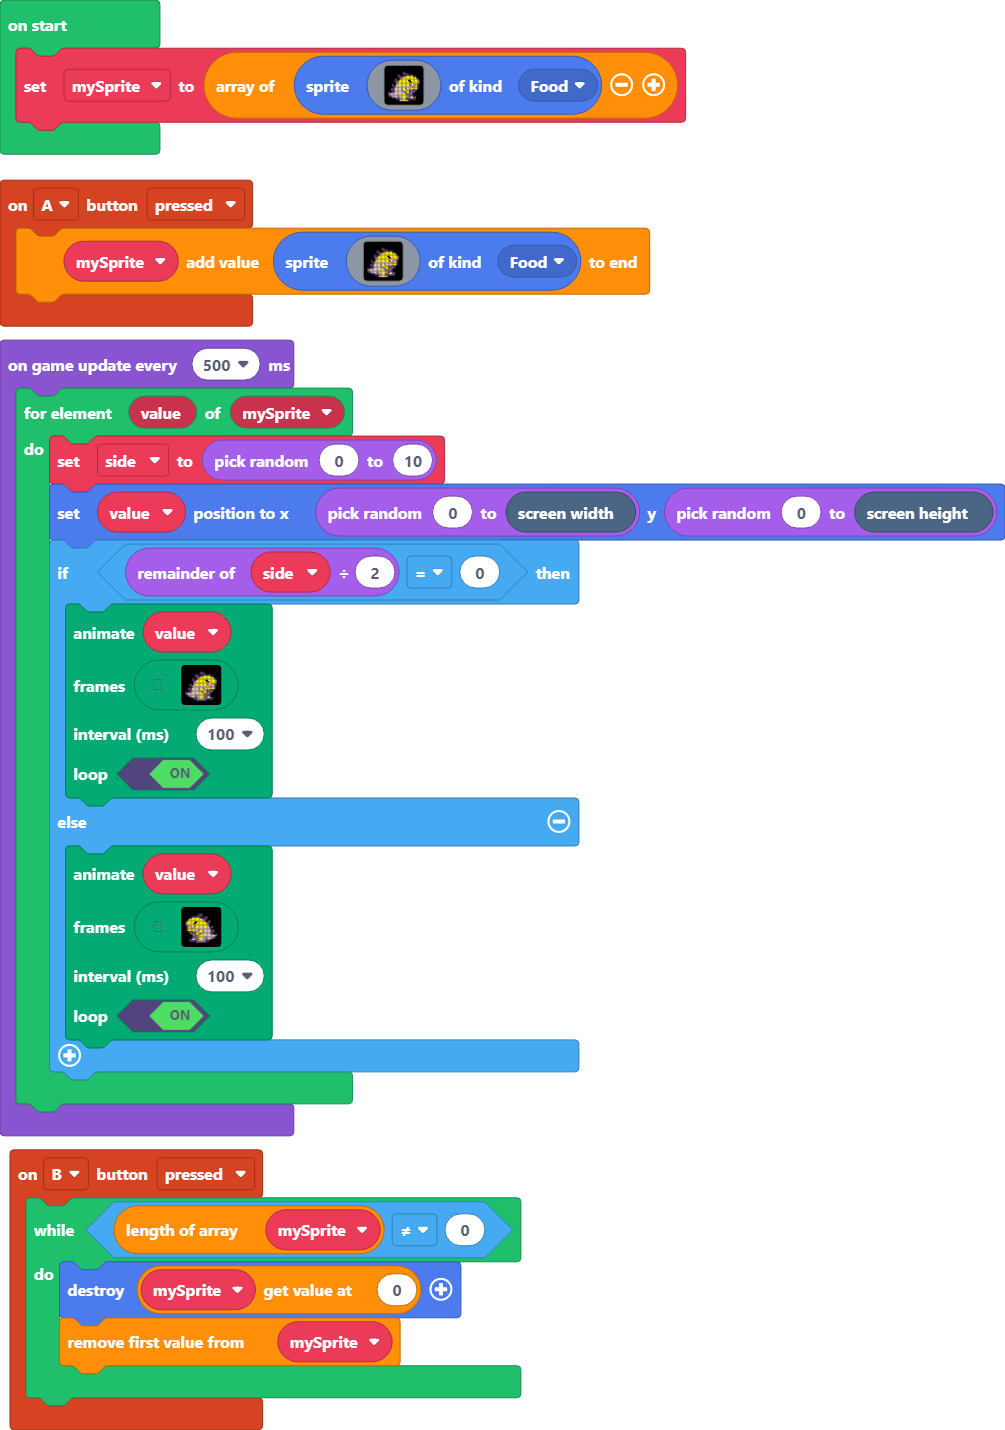 on start
set mySprite to array of sprite of kind Food
on A button pressed
mySprite add value sprite of kind Food to end
on game update every 500 ms
for element value of mySprite
do
set side to pick random 0 to 10
set value position to x pick random 0 to screen width y pick random 0 to screen height
if remainder of side ÷ 2 = 0 then
animate value
frames
interval (ms) 100
loop ON
else
animate value
frames
interval (ms) 100
loop ON
on B button pressed
while length of array mySprite ≠ 0
do
destroy mySprite get value at 0
remove first value from mySprite